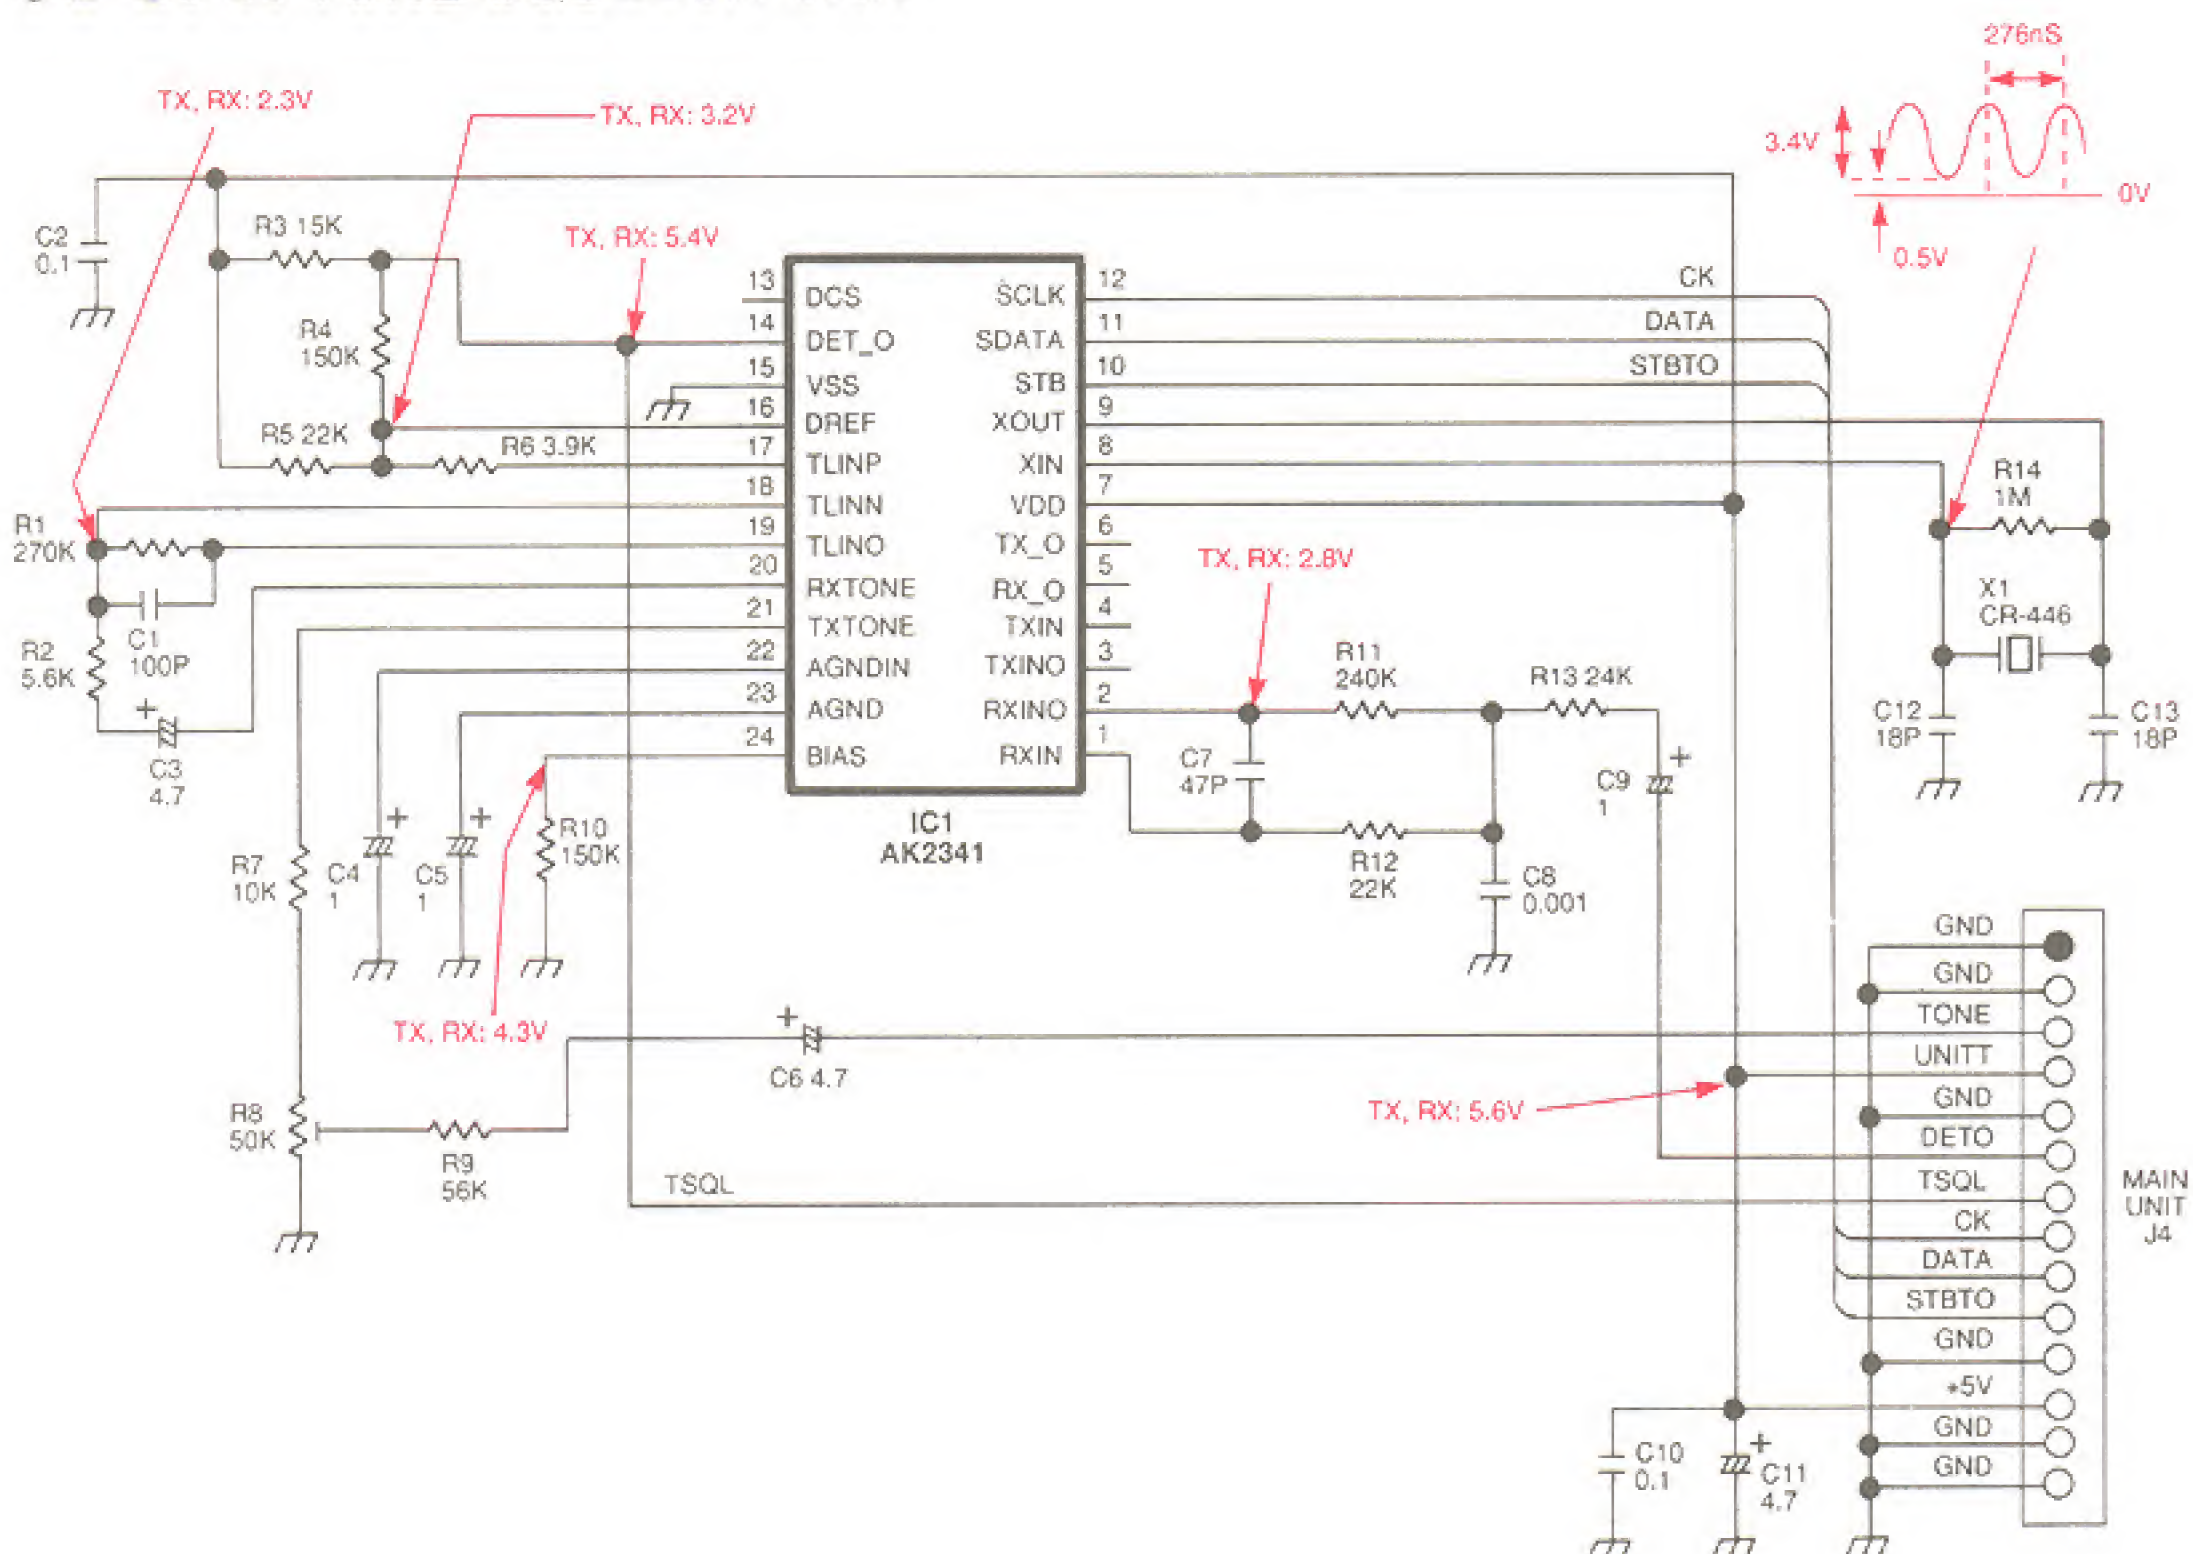 276nS
3.4V
0V
0.5V
TX, RX: 2.3V
TX, RX: 3.2V
TX, RX: 5.4V
C2
0.1
R3 15K
R4
150K
R5 22K
R6 3.9K
R1
270K
C1
100P
R2
5.6K
+
C3
4.7
13
14
15
16
17
18
19
20
21
22
23
24
DCS
DET_O
VSS
DREF
TLINP
TLINN
TLINO
RXTONE
TXTONE
AGNDIN
AGND
BIAS
SCLK
SDATA
STB
XOUT
XIN
VDD
TX_O
RX_O
TXIN
TXINO
RXINO
RXIN
12
11
10
9
8
7
6
5
4
3
2
1
IC1
AK2341
CK
DATA
STBTO
R14
1M
X1
CR-446
C12
18P
C13
18P
TX, RX: 2.8V
R11
240K
R13 24K
C7
47P
R12
22K
C8
0.001
C9
1
+
R7
10K
C4
1
+
C5
1
+
R10
150K
TX, RX: 4.3V
R8
50K
R9
56K
+
C6 4.7
TX, RX: 5.6V
TSQL
GND
GND
TONE
UNITT
GND
DETO
TSQL
CK
DATA
STBTO
GND
+5V
GND
GND
MAIN
UNIT
J4
C10
0.1
+
C11
4.7